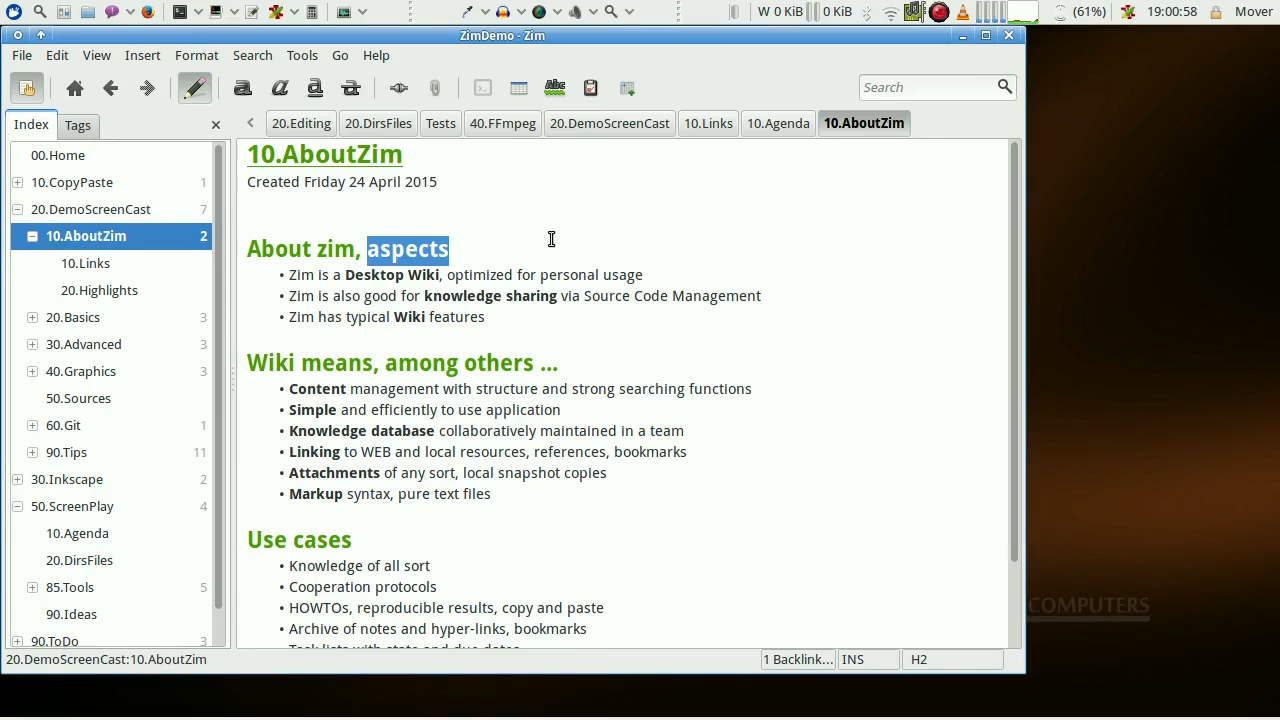 W 0 KiB 0 KiB (61%) 19:00:58 Mover
ZimDemo - Zim
File Edit View Insert Format Search Tools Go Help
a a a a Abc Search
Index Tags
20.Editing 20.DirsFiles Tests 40.FFmpeg 20.DemoScreenCast 10.Links 10.Agenda 10.AboutZim
00.Home
10.CopyPaste 1
20.DemoScreenCast 7
10.AboutZim 2
10.Links
20.Highlights
20.Basics 3
30.Advanced 3
40.Graphics 3
50.Sources
60.Git 1
90.Tips 11
30.Inkscape 2
50.ScreenPlay 4
10.Agenda
20.DirsFiles
85.Tools 5
90.Ideas
90.ToDo 3
10.AboutZim
Created Friday 24 April 2015
About zim, aspects
• Zim is a Desktop Wiki, optimized for personal usage
• Zim is also good for knowledge sharing via Source Code Management
• Zim has typical Wiki features
Wiki means, among others ...
• Content management with structure and strong searching functions
• Simple and efficiently to use application
• Knowledge database collaboratively maintained in a team
• Linking to WEB and local resources, references, bookmarks
• Attachments of any sort, local snapshot copies
• Markup syntax, pure text files
Use cases
• Knowledge of all sort
• Cooperation protocols
• HOWTOs, reproducible results, copy and paste
• Archive of notes and hyper-links, bookmarks
COMPUTERS
20.DemoScreenCast:10.AboutZim
1 Backlink... INS H2